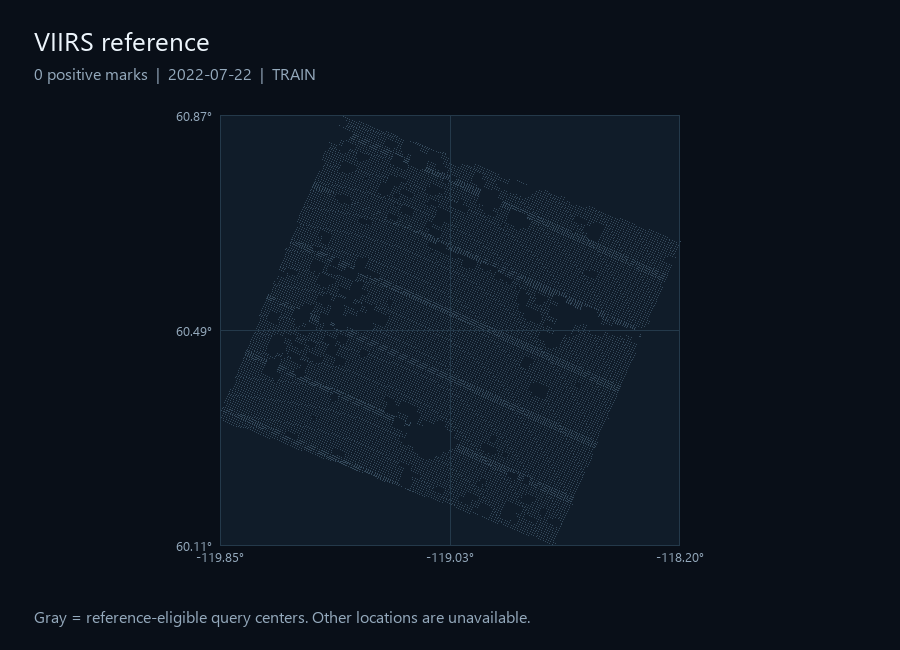 VIIRS reference
0 positive marks | 2022-07-22 | TRAIN
60.87°
60.49°
60.11°
-119.85°
-119.03°
-118.20°
Gray = reference-eligible query centers. Other locations are unavailable.